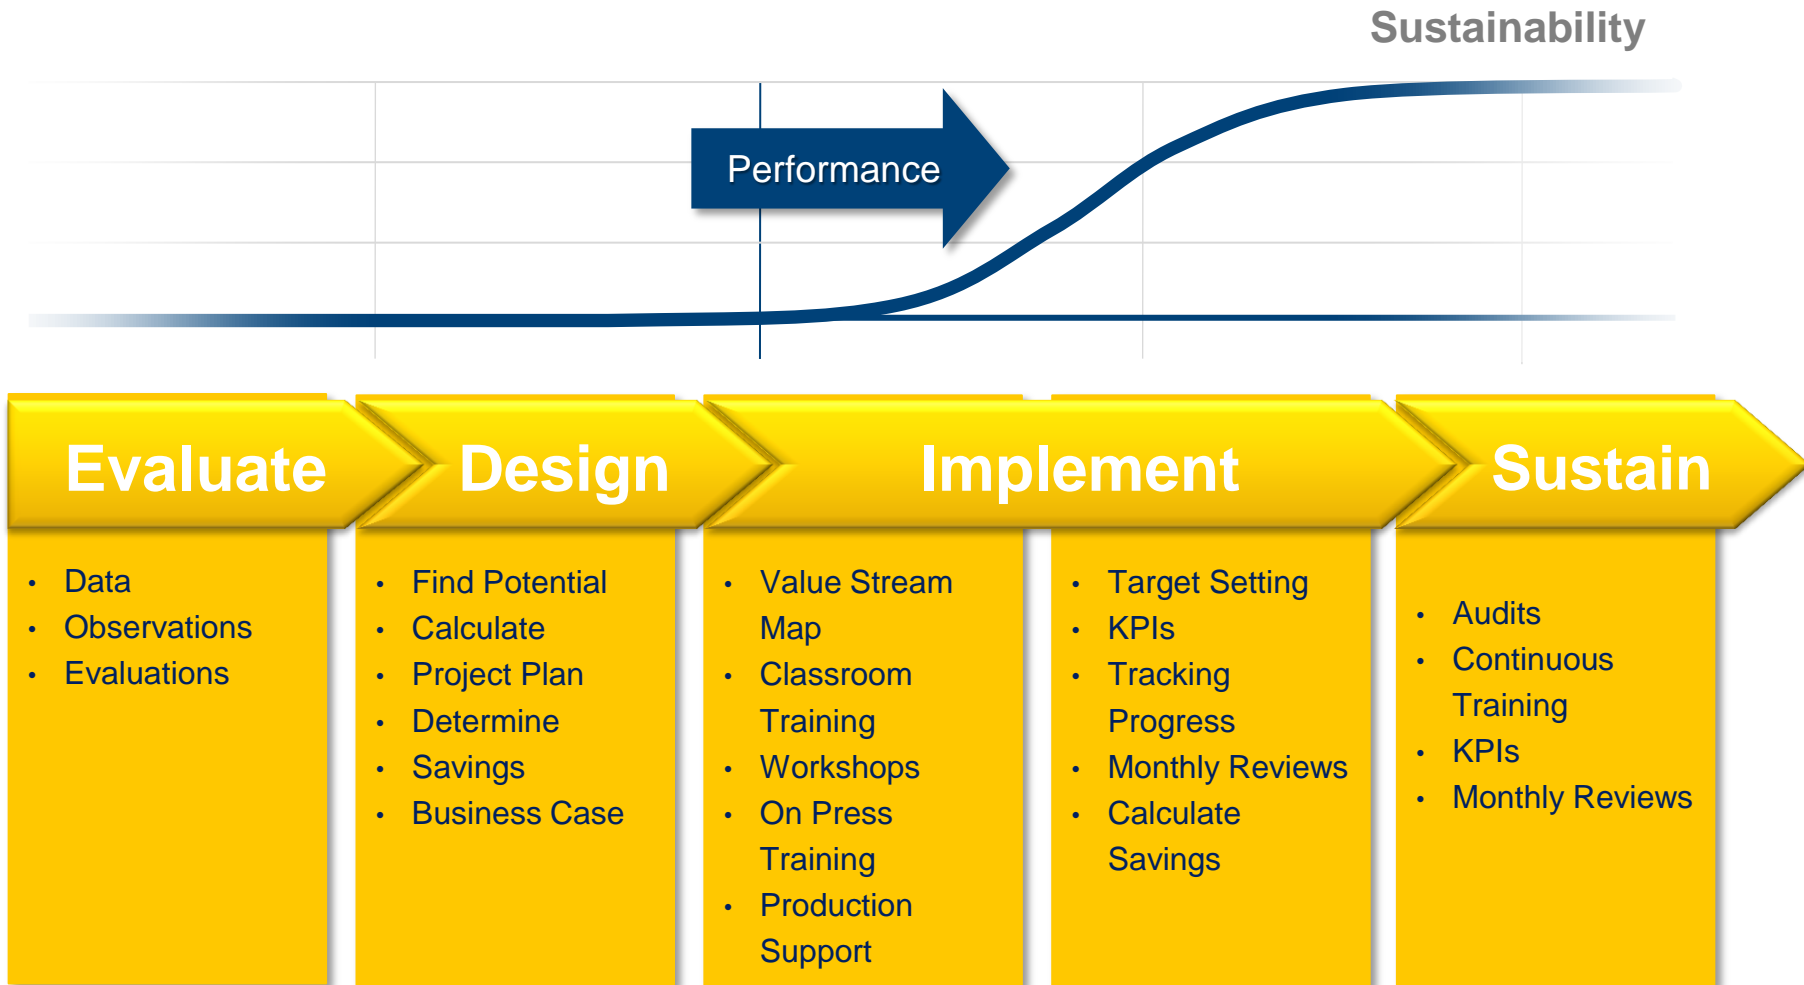 Sustainability
Performance
Evaluate
Design
Implement
Sustain
• Data
• Observations
• Evaluations
• Find Potential
• Calculate
• Project Plan
• Determine
• Savings
• Business Case
• Value Stream
Map
• Classroom
Training
• Workshops
• On Press
Training
• Production
Support
• Target Setting
• KPIs
• Tracking
Progress
• Monthly Reviews
• Calculate
Savings
• Audits
• Continuous
Training
• KPIs
• Monthly Reviews